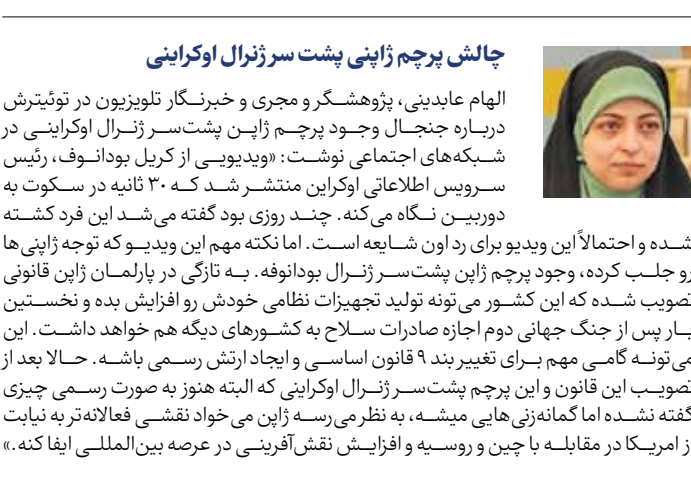 چالش پرچم ژاپنی پشت سر ژنرال اوکراینی
الهام عابدینی، پژوهشگر و مجری و خبرنگار تلویزیون در توئیترش
درباره جنجال وجود پرچم ژاپن پشت‌سر ژنرال اوکراینی در
شبکه‌های اجتماعی نوشت: «ویدیویی از کریل بودانوف، رئیس
سرویس اطلاعاتی اوکراین منتشر شد که ۳۰ ثانیه در سکوت به
دوربین نگاه می‌کنه. چند روزی بود گفته می‌شد این فرد کشته
شده و احتمالاً این ویدیو برای رد اون شایعه است. اما نکته مهم این ویدیو که توجه ژاپنی‌ها
رو جلب کرده، وجود پرچم ژاپن پشت‌سر ژنرال بودانوفه. به تازگی در پارلمان ژاپن قانونی
تصویب شده که این کشور می‌تونه تولید تجهیزات نظامی خودش رو افزایش بده و نخستین
بار پس از جنگ جهانی دوم اجازه صادرات سلاح به کشورهای دیگه هم خواهد داشت. این
می‌تونه گامی مهم برای تغییر بند ۹ قانون اساسی و ایجاد ارتش رسمی باشه. حالا بعد از
تصویب این قانون و این پرچم پشت‌سر ژنرال اوکراینی که البته هنوز به صورت رسمی چیزی
گفته نشده اما گمانه‌زنی‌هایی میشه، به نظر می‌رسه ژاپن می‌خواد نقشی فعالانه‌تر به نیابت
از امریکا در مقابله با چین و روسیه و افزایش نقش‌آفرینی در عرصه بین‌المللی ایفا کنه.»